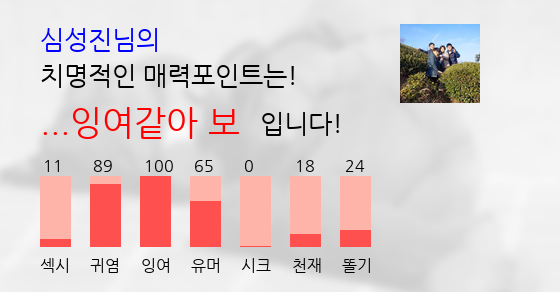 심성진님의
치명적인 매력포인트는!
...잉여같아 보 입니다!
11 89 100 65 0 18 24
섹시 귀염 잉여 유머 시크 천재 똘기